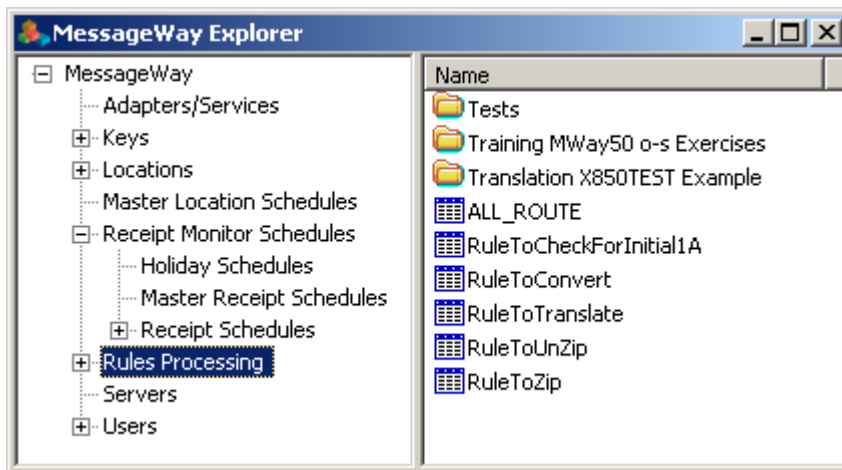 MessageWay Explorer
MessageWay
Adapters/Services
Keys
Locations
Master Location Schedules
Receipt Monitor Schedules
Holiday Schedules
Master Receipt Schedules
Receipt Schedules
Rules Processing
Servers
Users
Name
Tests
Training MWay50 o-s Exercises
Translation X850TEST Example
ALL_ROUTE
RuleToCheckForInitial1A
RuleToConvert
RuleToTranslate
RuleToUnZip
RuleToZip